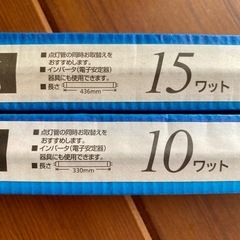 ■点灯管の同時お取替えを
おすすめします。
■インバータ(電子安定器)
器具にも使用できます。
■長さ
436mm
15ワット
■点灯管の同時お取替えを
おすすめします。
■インバータ(電子安定器)
器具にも使用できます。
■長さ
330mm
10ワット